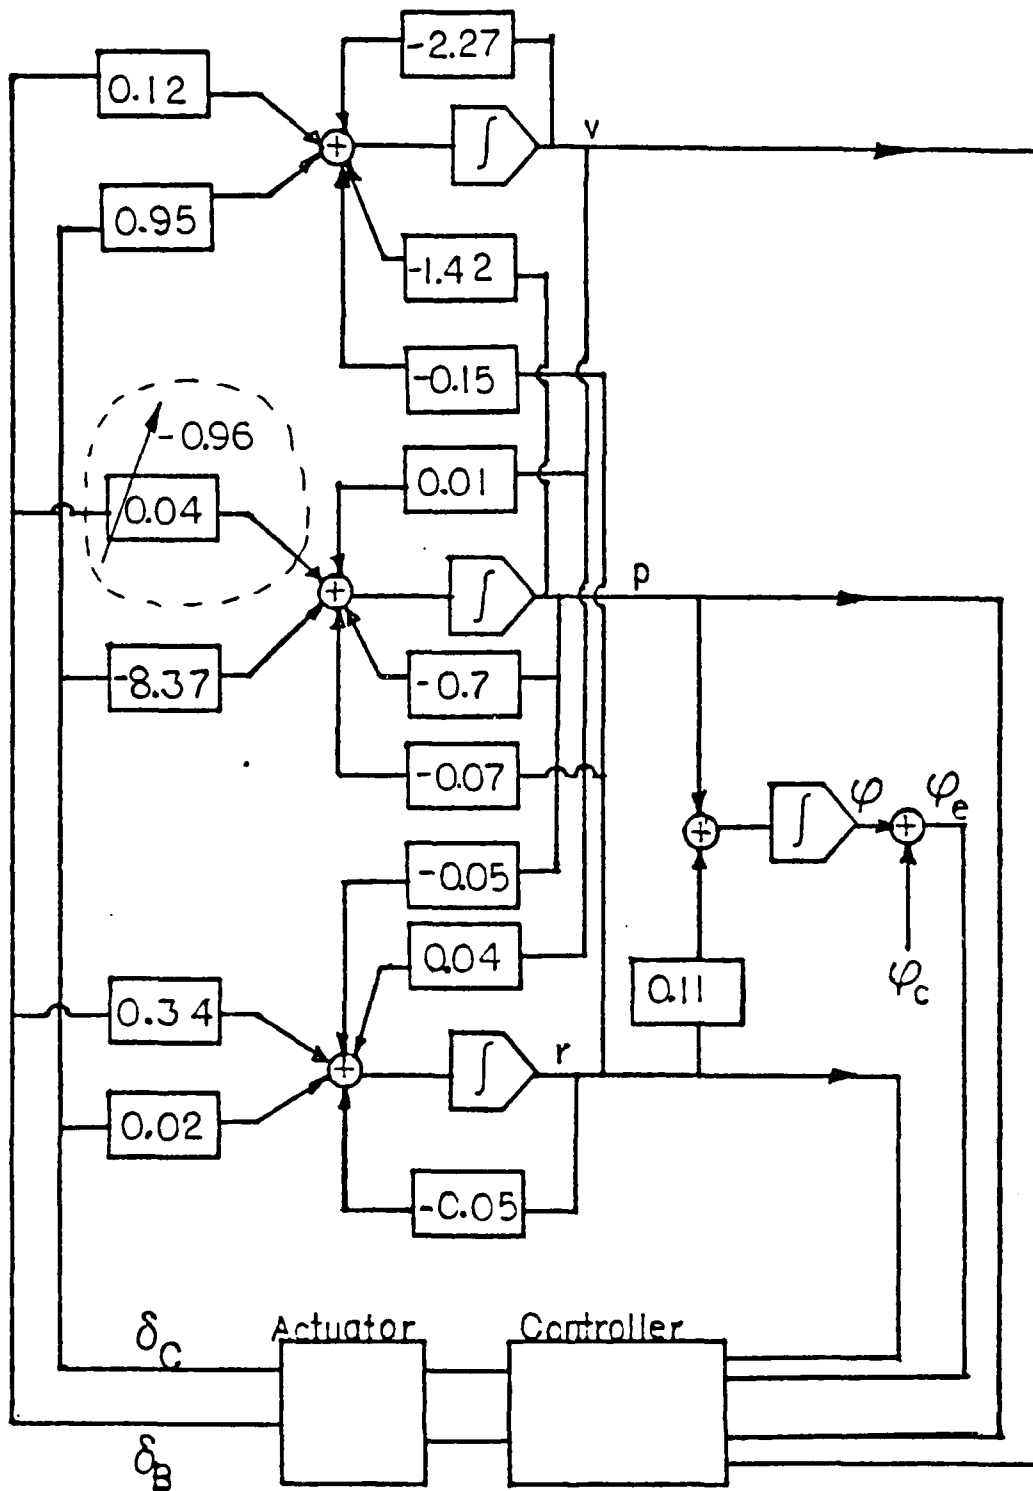 -2.27
0.12
+
∫
v
0.95
-1.42
-0.15
-0.96
0.01
0.04
+
∫
p
-8.37
-0.7
-0.07
+
∫
φ
+
φe
-0.05
0.04
0.11
φc
0.34
+
∫
r
0.02
-0.05
δC
Actuator
Controller
δB